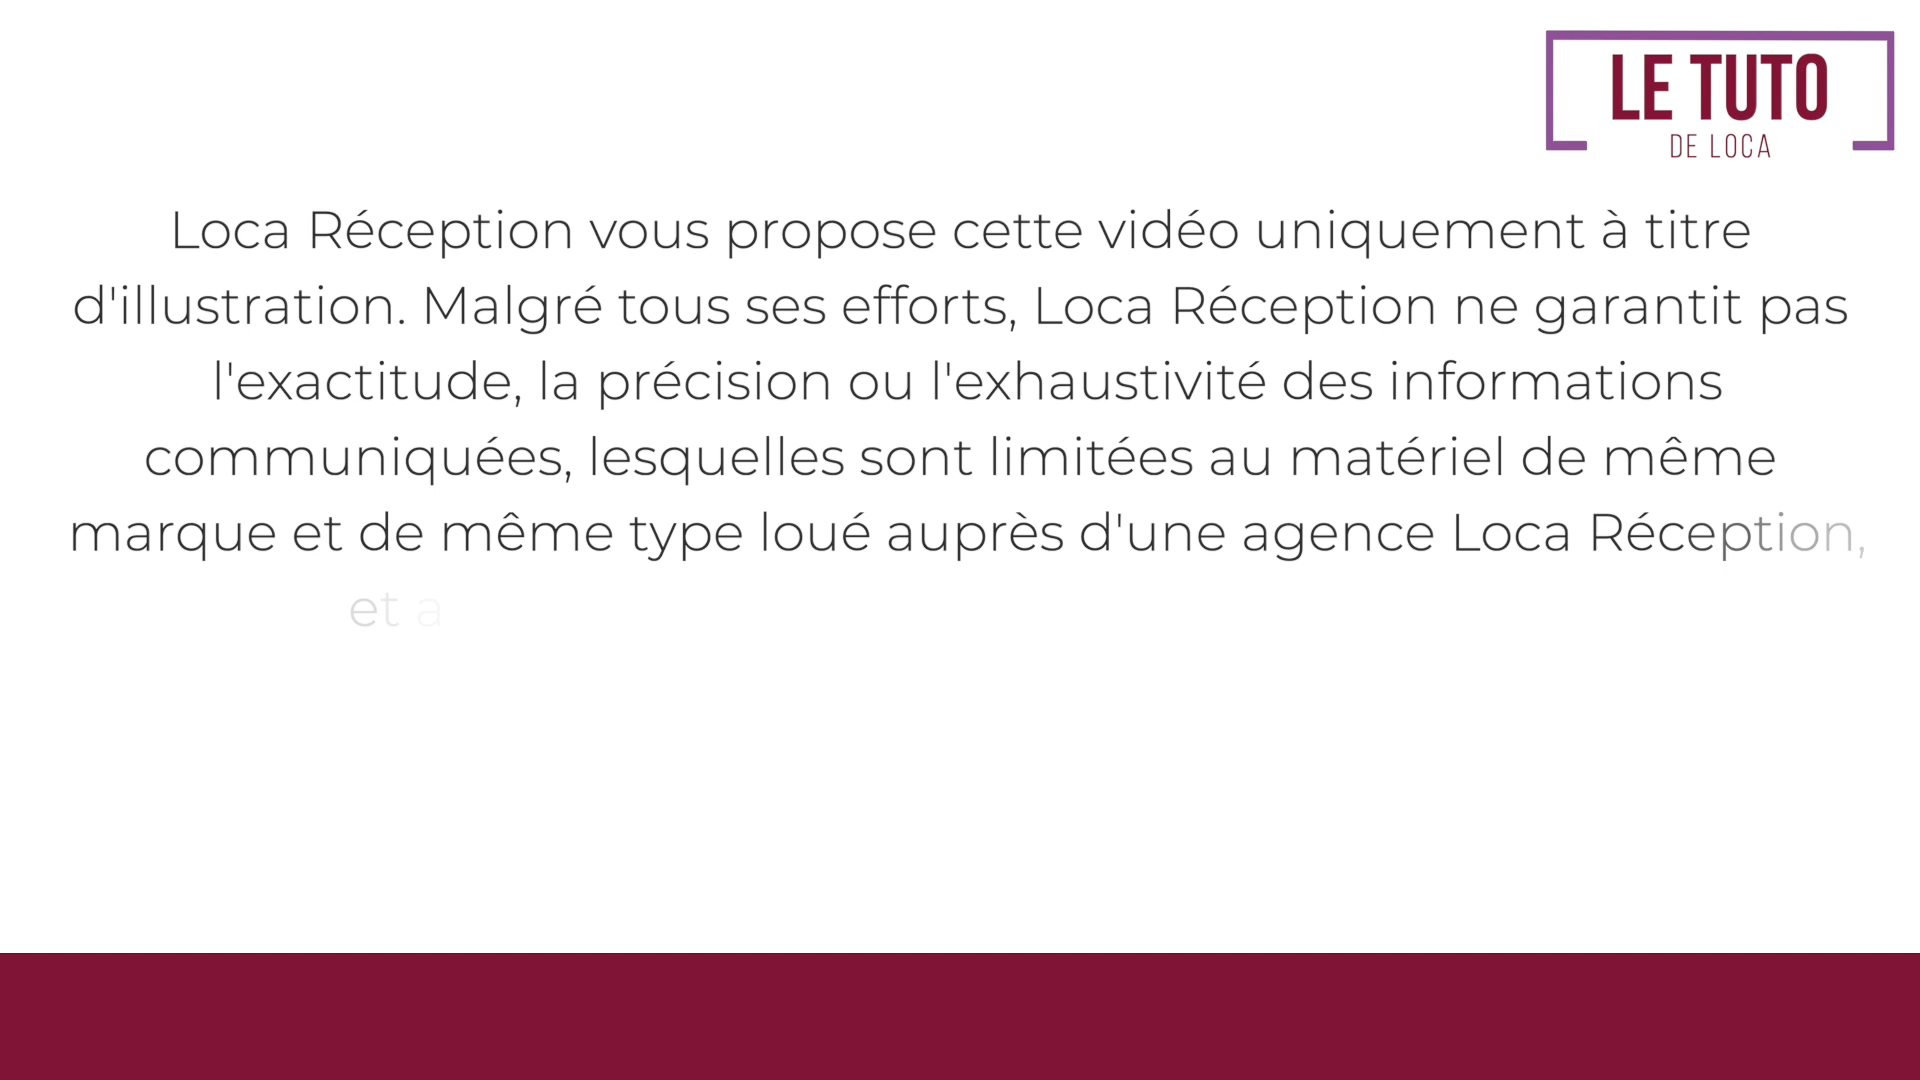 LE TUTO
DE LOCA
Loca Réception vous propose cette vidéo uniquement à titre
d'illustration. Malgré tous ses efforts, Loca Réception ne garantit pas
l'exactitude, la précision ou l'exhaustivité des informations
communiquées, lesquelles sont limitées au matériel de même
marque et de même type loué auprès d'une agence Loca Réception,
et a